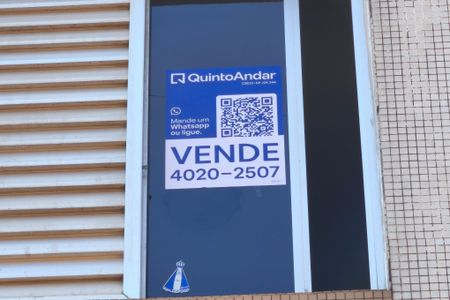 QuintoAndar
Mande um
Whatsapp
ou ligue.
VENDE
4020-2507